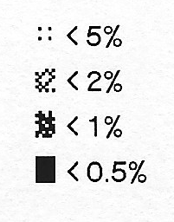 < 5%
< 2%
< 1%
< 0.5%